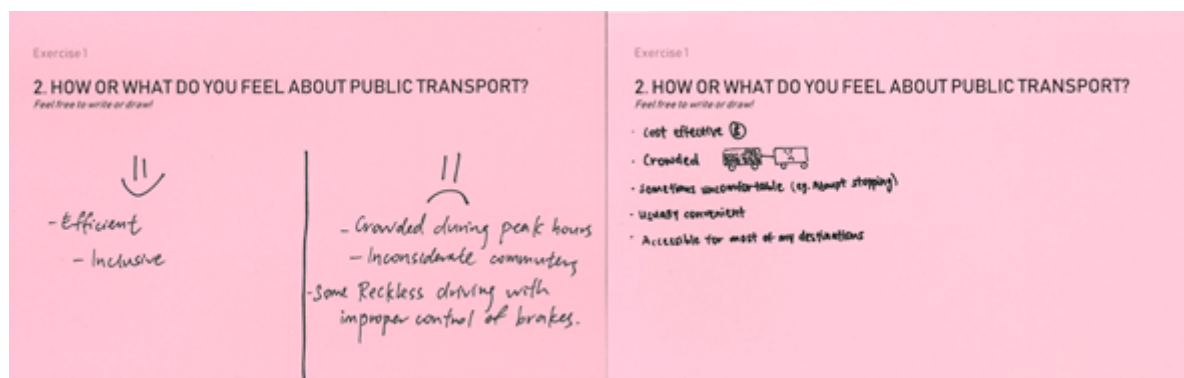 Exercise 1
2. HOW OR WHAT DO YOU FEEL ABOUT PUBLIC TRANSPORT?
Feel free to write or draw!
- Efficient
- Inclusive
- Crowded during peak hours
- Inconsiderate commuters
- Some Reckless driving with
improper control of brakes.
Exercise 1
2. HOW OR WHAT DO YOU FEEL ABOUT PUBLIC TRANSPORT?
Feel free to write or draw!
· Cost effective $
· Crowded
· Sometimes uncomfortable (eg. Abrupt stopping)
· Usually convenient
· Accessible for most of my destinations